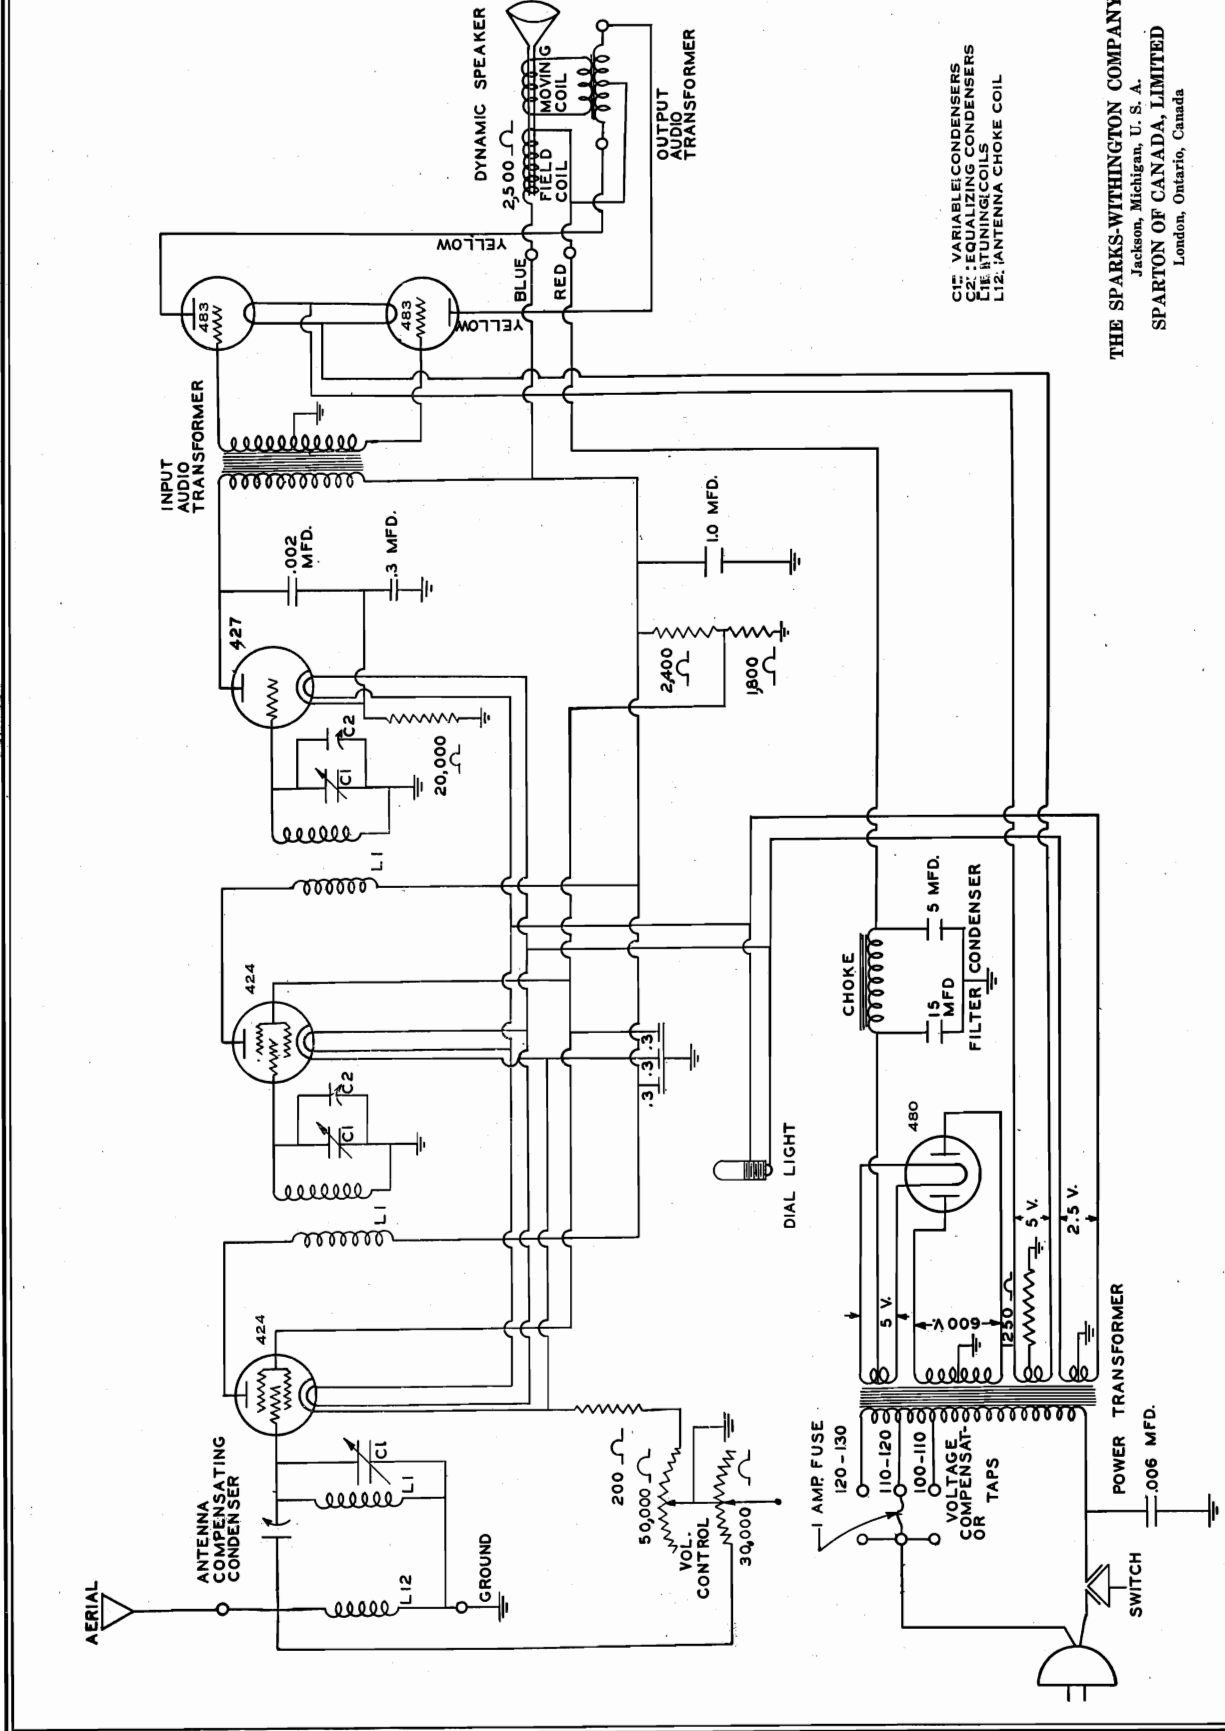 AERIAL
ANTENNA
COMPENSATING
CONDENSER
L12
GROUND
C1
L1
424
L1
C1
C2
424
L1
C1
C2
427
20,000
.002
MFD.
.3 MFD.
INPUT
AUDIO
TRANSFORMER
483
483
YELLOW
YELLOW
BLUE
RED
DYNAMIC SPEAKER
2,500
FIELD
COIL
MOVING
COIL
OUTPUT
AUDIO
TRANSFORMER
200
50,000
VOL.
CONTROL
30,000
.3
.3
.3
2,400
1,800
1.0 MFD.
DIAL LIGHT
1 AMP. FUSE
120-130
110-120
100-110
VOLTAGE
COMPENSAT-
OR
TAPS
5 V.
600 V.
1250
5 V.
2.5 V.
480
CHOKE
15
MFD
5 MFD.
FILTER CONDENSER
POWER TRANSFORMER
.006 MFD.
SWITCH
C1 VARIABLE CONDENSERS
C2 EQUALIZING CONDENSERS
L1 TUNING COILS
L12 ANTENNA CHOKE COIL
THE SPARKS-WITHINGTON COMPANY
Jackson, Michigan, U. S. A.
SPARTON OF CANADA, LIMITED
London, Ontario, Canada